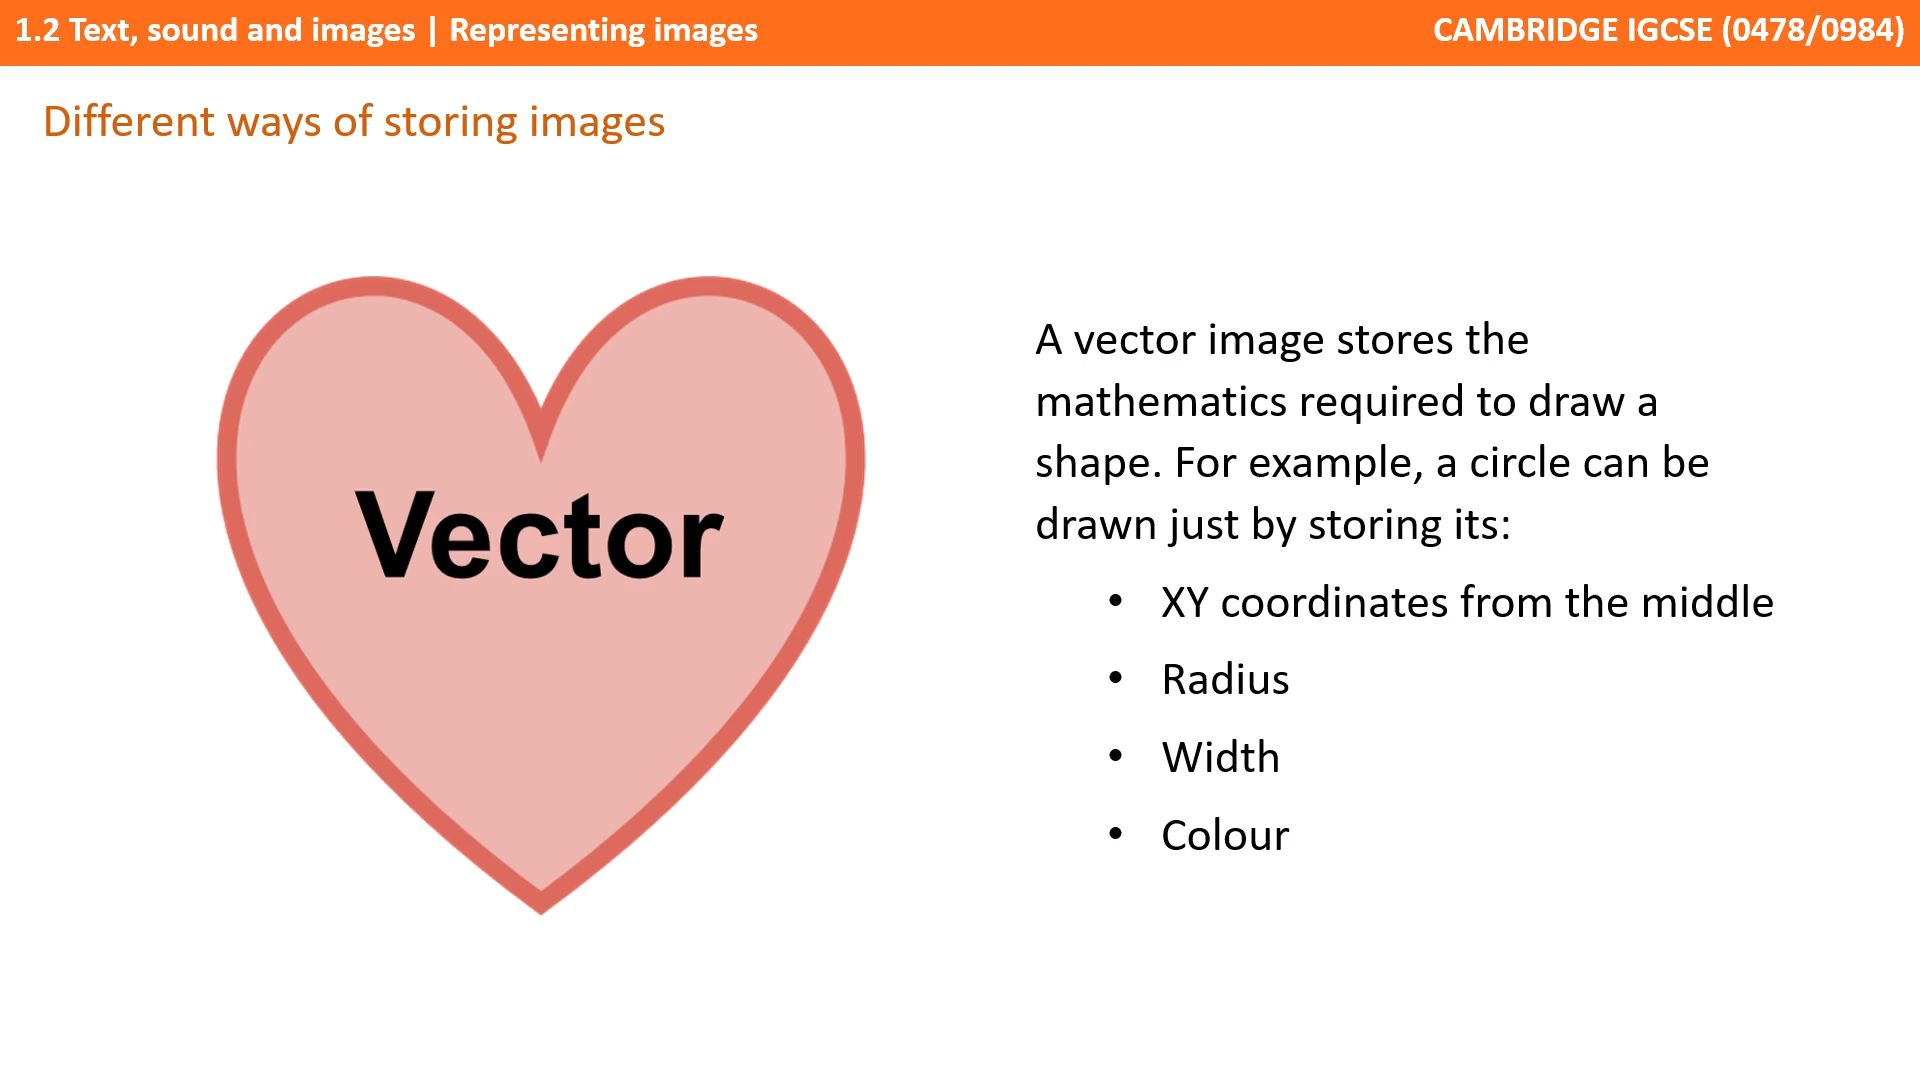 1.2 Text, sound and images | Representing images
CAMBRIDGE IGCSE (0478/0984)
Different ways of storing images
Vector
A vector image stores the
mathematics required to draw a
shape. For example, a circle can be
drawn just by storing its:
• XY coordinates from the middle
• Radius
• Width
• Colour